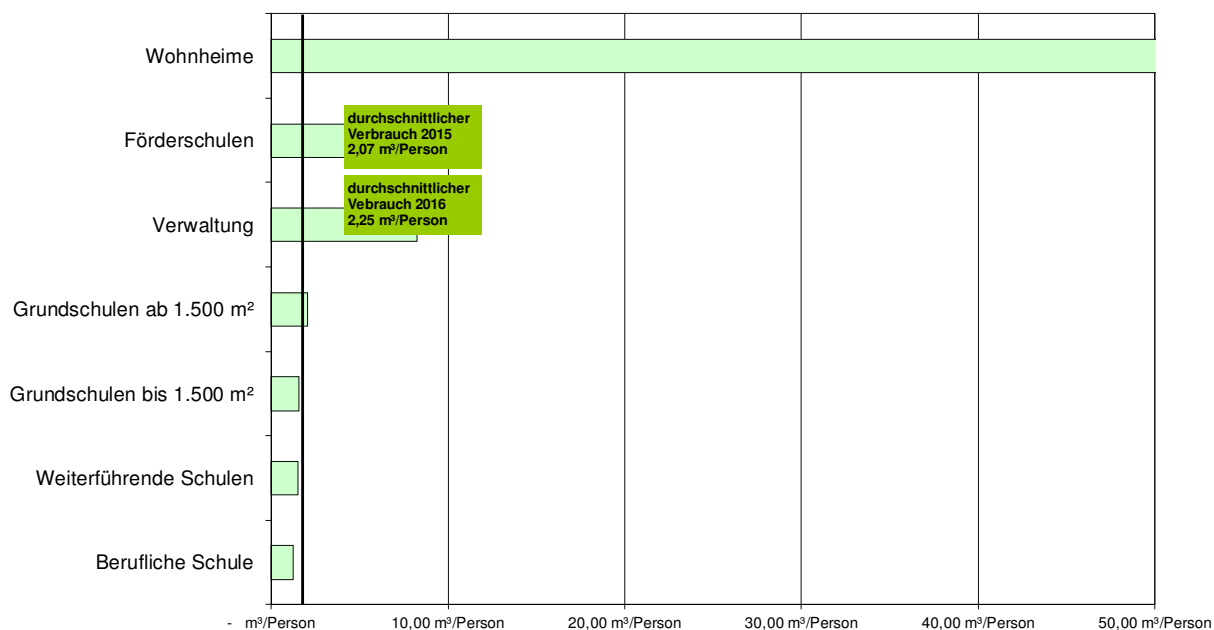 Wohnheime
Förderschulen
durchschnittlicher
Verbrauch 2015
2,07 m³/Person
durchschnittlicher
Vebrauch 2016
2,25 m³/Person
Verwaltung
Grundschulen ab 1.500 m²
Grundschulen bis 1.500 m²
Weiterführende Schulen
Berufliche Schule
- m³/Person 10,00 m³/Person 20,00 m³/Person 30,00 m³/Person 40,00 m³/Person 50,00 m³/Person